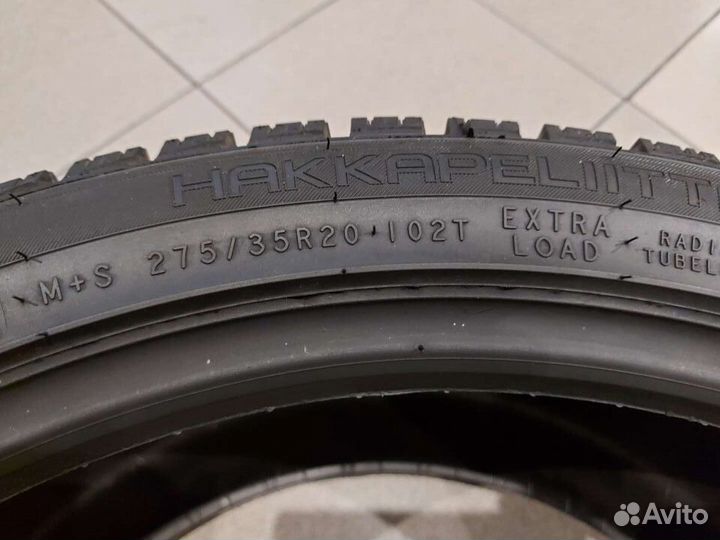 HAKKAPELIITT
M+S 275/35R20 102T EXTRA LOAD
RADI
TUBEL
Avito